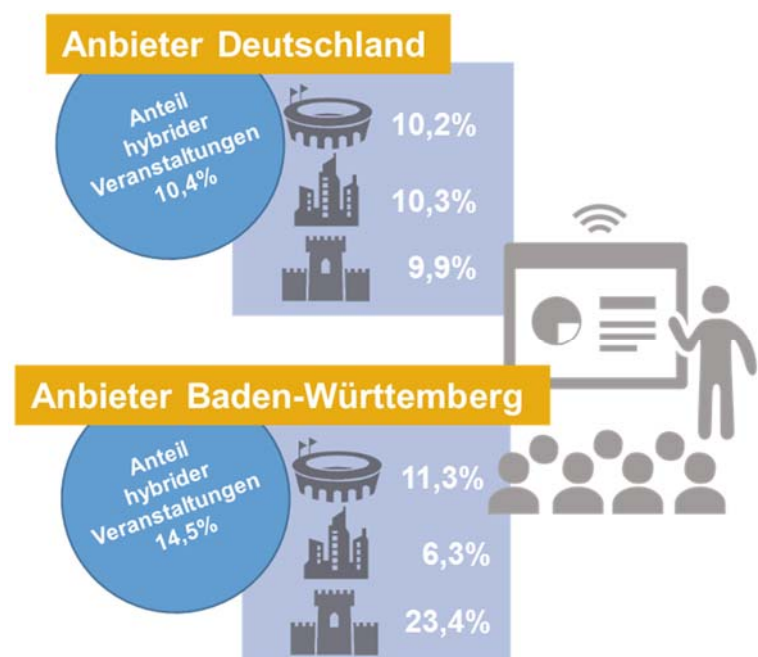 Anbieter Deutschland
Anteil
hybrider
Veranstaltungen
10,4%
10,2%
10,3%
9,9%
Anbieter Baden-Württemberg
Anteil
hybrider
Veranstaltungen
14,5%
11,3%
6,3%
23,4%